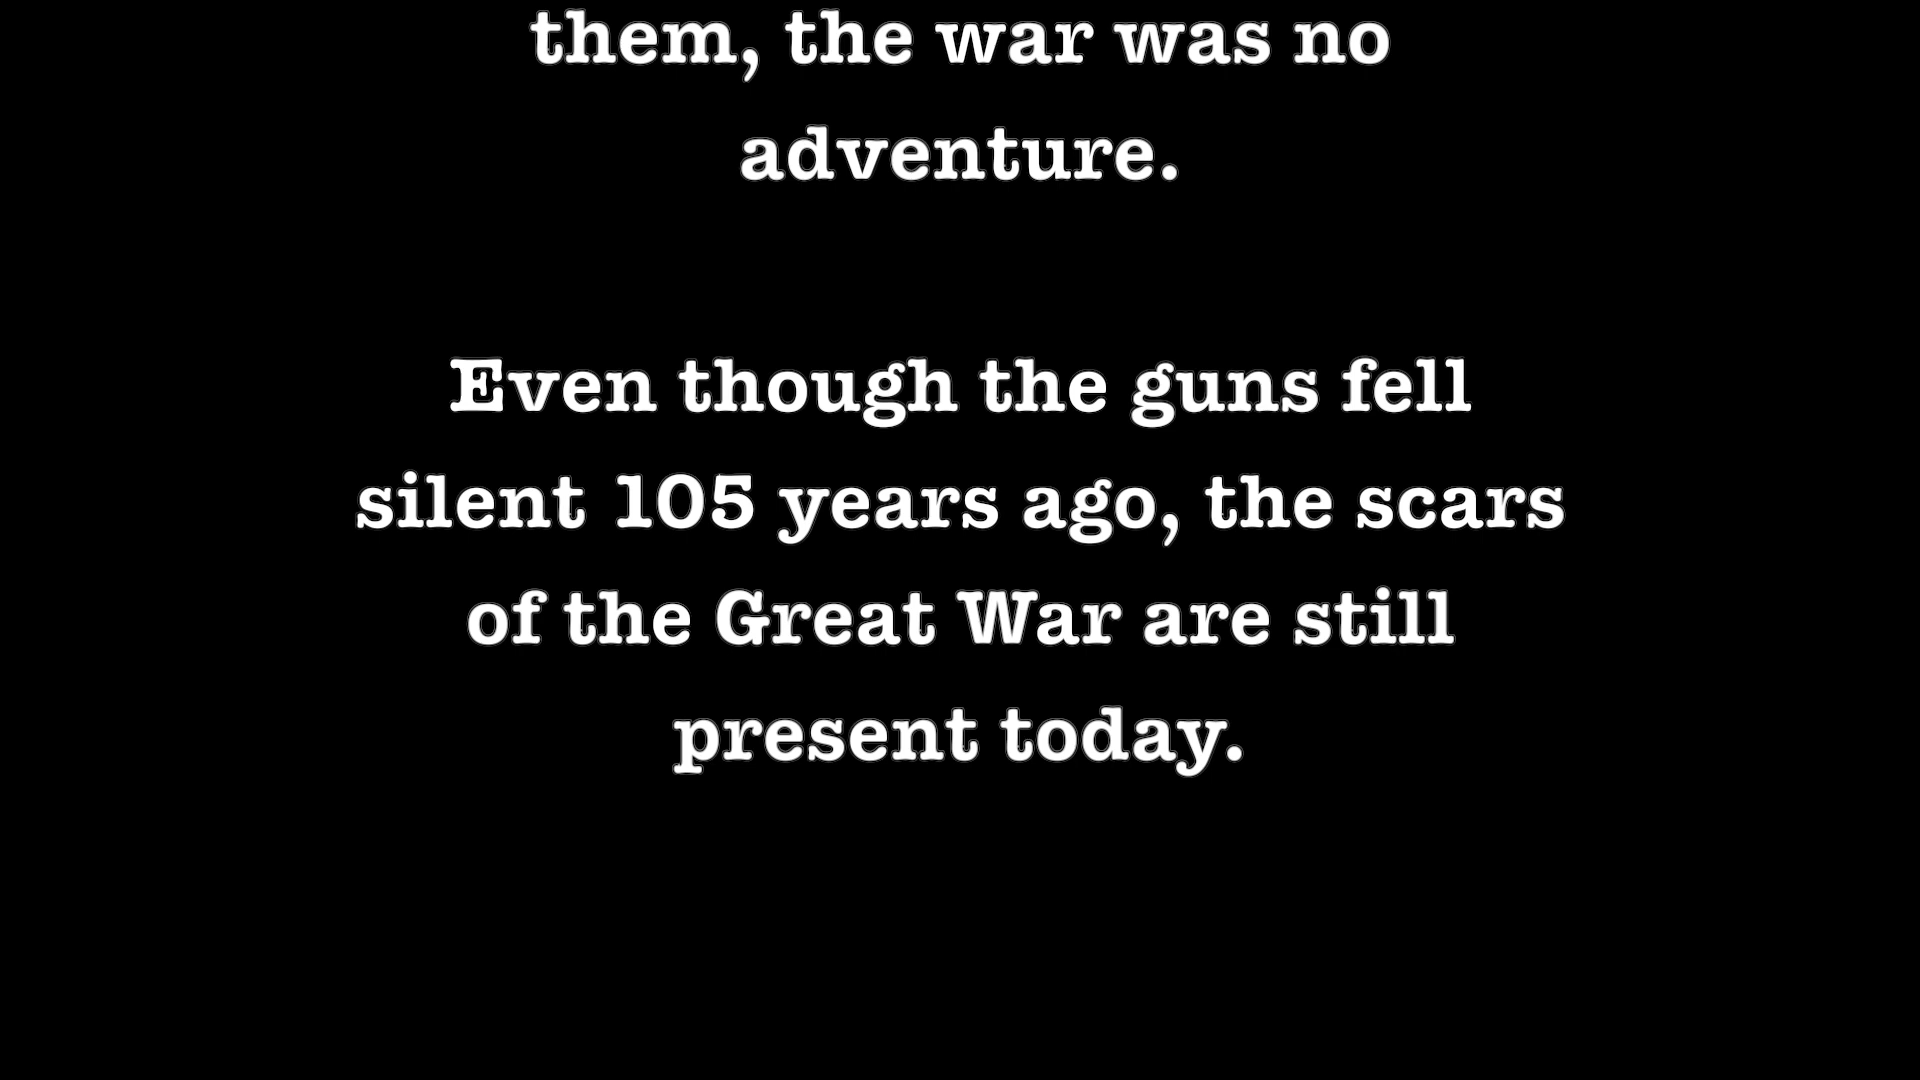 them, the war was no
adventure.
Even though the guns fell
silent 105 years ago, the scars
of the Great War are still
present today.